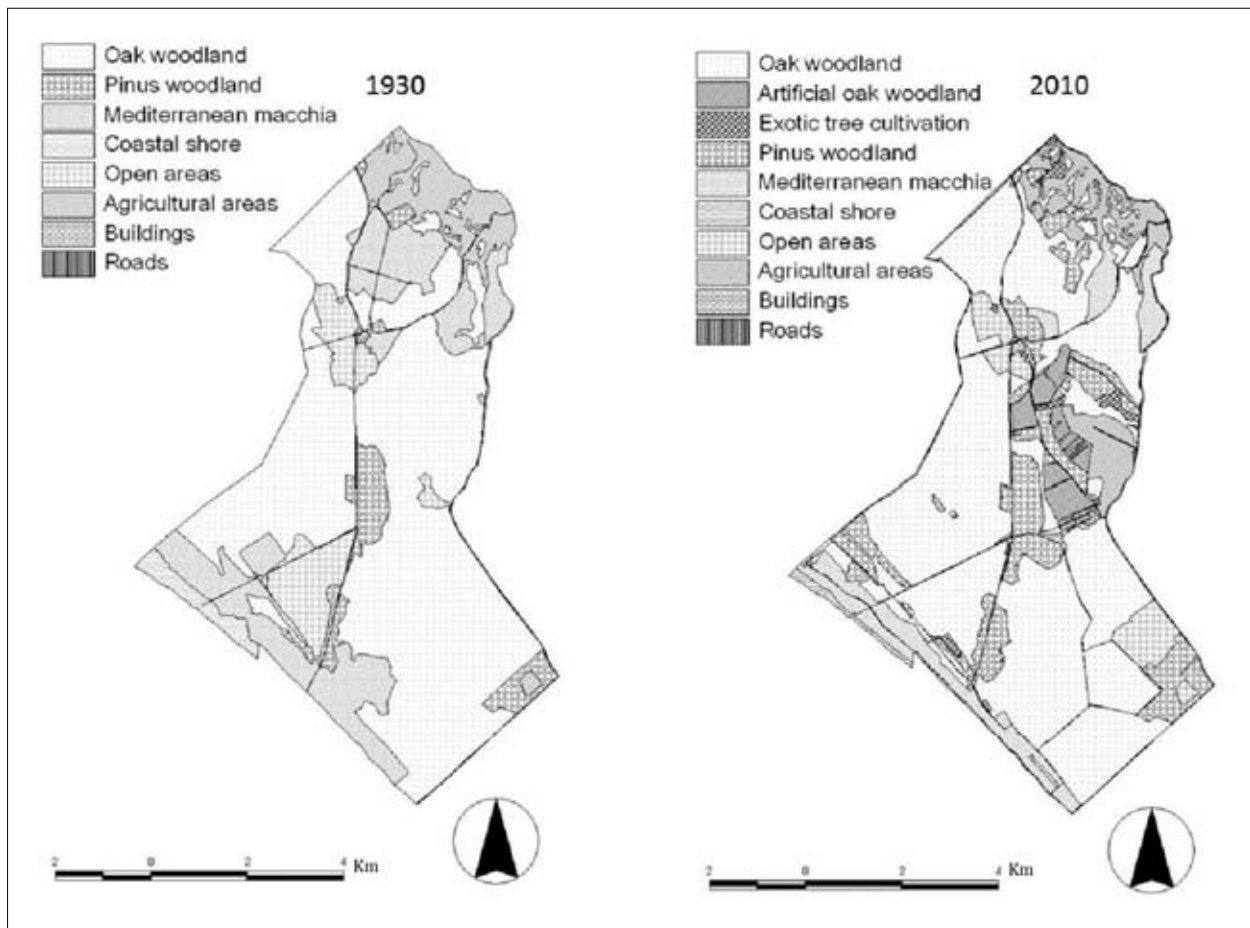 Oak woodland
Pinus woodland
1930
Mediterranean macchia
Coastal shore
Open areas
Agricultural areas
Buildings
Roads
2 0 2 4 Km
Oak woodland
Artificial oak woodland
2010
Exotic tree cultivation
Pinus woodland
Mediterranean macchia
Coastal shore
Open areas
Agricultural areas
Buildings
Roads
2 0 2 4 Km